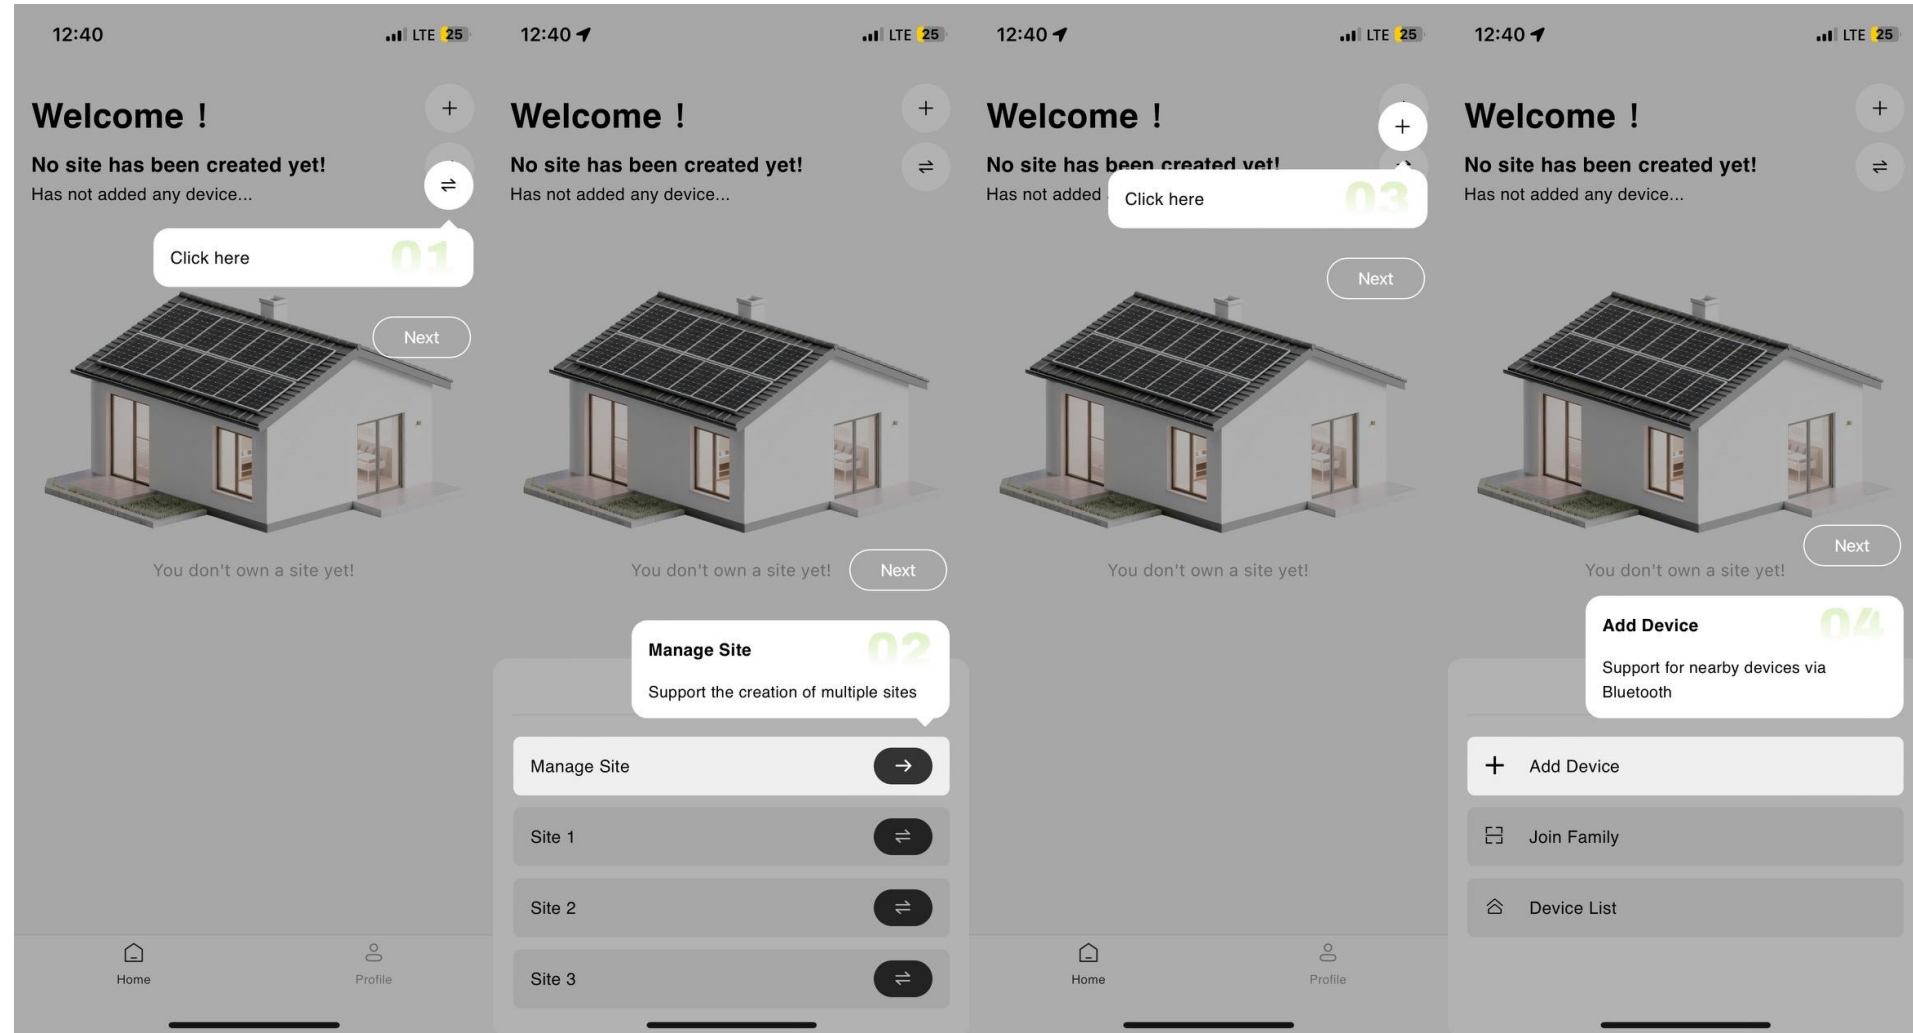 12:40
LTE 25
Welcome !
No site has been created yet!
Has not added any device...
Click here
01
Next
You don't own a site yet!
Home
Profile
12:40
LTE 25
Welcome !
No site has been created yet!
Has not added any device...
You don't own a site yet!
Next
Manage Site
02
Support the creation of multiple sites
Manage Site
Site 1
Site 2
Site 3
12:40
LTE 25
Welcome !
No site has been created yet!
Has not added
Click here
03
Next
You don't own a site yet!
Home
Profile
12:40
LTE 25
Welcome !
No site has been created yet!
Has not added any device...
Next
You don't own a site yet!
Add Device
04
Support for nearby devices via
Bluetooth
Add Device
Join Family
Device List